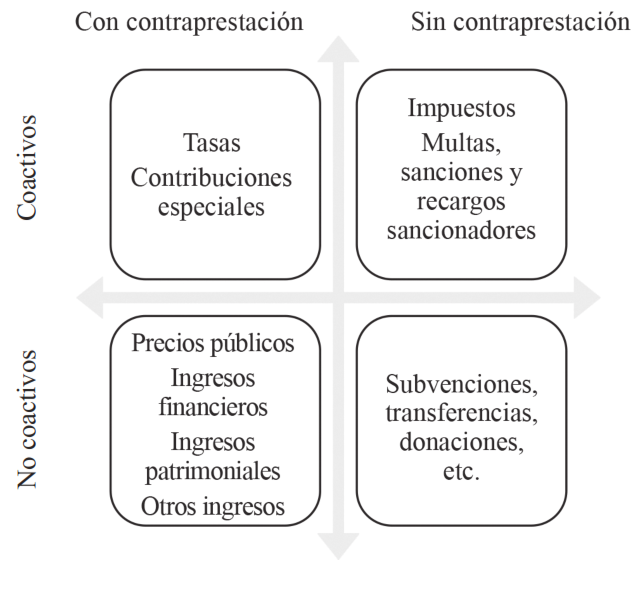 Con contraprestación
Sin contraprestación
Coactivos
Tasas
Contribuciones
especiales
Impuestos
Multas,
sanciones y
recargos
sancionadores
No coactivos
Precios públicos
Ingresos
financieros
Ingresos
patrimoniales
Otros ingresos
Subvenciones,
transferencias,
donaciones,
etc.